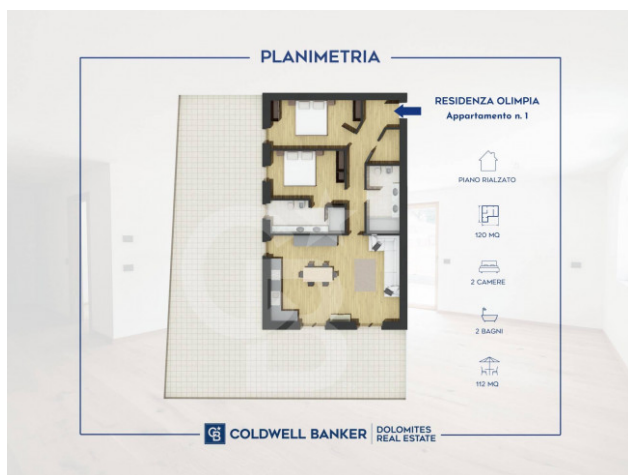 PLANIMETRIA
RESIDENZA OLIMPIA
Appartamento n. 1
PIANO RIALZATO
120 MQ
2 CAMERE
2 BAGNI
112 MQ
CB COLDWELL BANKER
DOLOMITES
REAL ESTATE